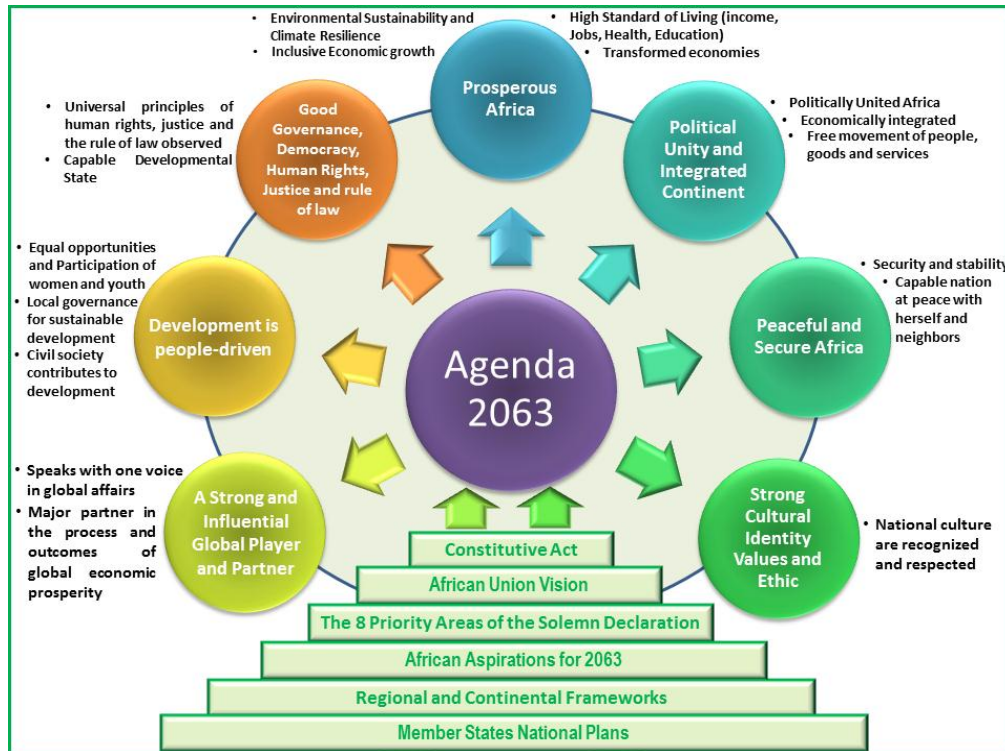 • Environmental Sustainability and
Climate Resilience
• Inclusive Economic growth
• High Standard of Living (income,
Jobs, Health, Education)
• Transformed economies
Prosperous
Africa
• Universal principles of
human rights, justice and
the rule of law observed
• Capable Developmental
State
Good
Governance,
Democracy,
Human Rights,
Justice and rule
of law
Political
Unity and
Integrated
Continent
• Politically United Africa
• Economically integrated
• Free movement of people,
goods and services
• Equal opportunities
and Participation of
women and youth
• Local governance
for sustainable
development
• Civil society
contributes to
development
Development is
people-driven
Agenda
2063
Peaceful and
Secure Africa
• Security and stability
• Capable nation
at peace with
herself and
neighbors
• Speaks with one voice
in global affairs
• Major partner in
the process and
outcomes of
global economic
prosperity
A Strong and
Influential
Global Player
and Partner
Strong
Cultural
Identity
Values and
Ethic
• National culture
are recognized
and respected
Constitutive Act
African Union Vision
The 8 Priority Areas of the Solemn Declaration
African Aspirations for 2063
Regional and Continental Frameworks
Member States National Plans